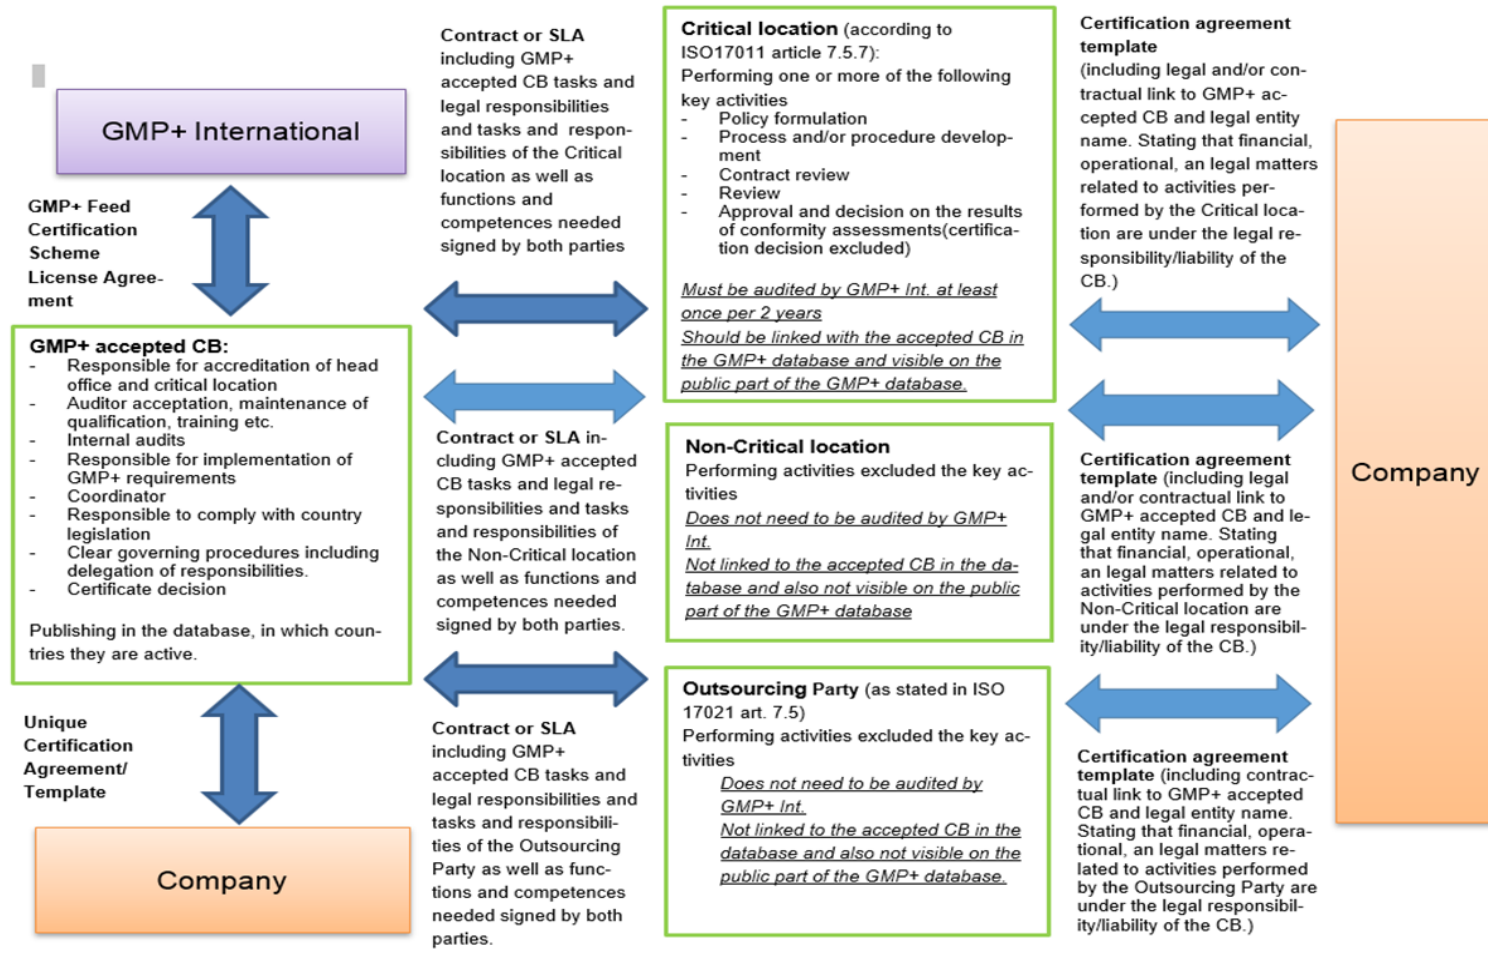 GMP+ International
GMP+ Feed
Certification
Scheme
License Agree-
ment
GMP+ accepted CB:
- Responsible for accreditation of head
office and critical location
- Auditor acceptation, maintenance of
qualification, training etc.
- Internal audits
- Responsible for implementation of
GMP+ requirements
- Coordinator
- Responsible to comply with country
legislation
- Clear governing procedures including
delegation of responsibilities.
- Certificate decision
Publishing in the database, in which coun-
tries they are active.
Unique
Certification
Agreement/
Template
Company
Contract or SLA
including GMP+
accepted CB tasks and
legal responsibilities
and tasks and respon-
sibilities of the Critical
location as well as
functions and
competences needed
signed by both parties
Contract or SLA in-
cluding GMP+ accepted
CB tasks and legal re-
sponsibilities and tasks
and responsibilities of
the Non-Critical location
as well as functions and
competences needed
signed by both parties.
Contract or SLA
including GMP+
accepted CB tasks and
legal responsibilities and
tasks and responsibili-
ties of the Outsourcing
Party as well as func-
tions and competences
needed signed by both
parties.
Critical location (according to
ISO17011 article 7.5.7):
Performing one or more of the following
key activities
- Policy formulation
- Process and/or procedure develop-
ment
- Contract review
- Review
- Approval and decision on the results
of conformity assessments(certifica-
tion decision excluded)
Must be audited by GMP+ Int. at least
once per 2 years
Should be linked with the accepted CB in
the GMP+ database and visible on the
public part of the GMP+ database.
Non-Critical location
Performing activities excluded the key ac-
tivities
Does not need to be audited by GMP+
Int.
Not linked to the accepted CB in the da-
tabase and also not visible on the public
part of the GMP+ database
Outsourcing Party (as stated in ISO
17021 art. 7.5)
Performing activities excluded the key ac-
tivities
Does not need to be audited by
GMP+ Int.
Not linked to the accepted CB in the
database and also not visible on the
public part of the GMP+ database.
Certification agreement
template
(including legal and/or con-
tractual link to GMP+ ac-
cepted CB and legal entity
name. Stating that financial,
operational, an legal matters
related to activities per-
formed by the Critical loca-
tion are under the legal re-
sponsibility/liability of the
CB.)
Certification agreement
template (including legal
and/or contractual link to
GMP+ accepted CB and le-
gal entity name. Stating
that financial, operational,
an legal matters related to
activities performed by the
Non-Critical location are
under the legal responsibil-
ity/liability of the CB.)
Certification agreement
template (including contrac-
tual link to GMP+ accepted
CB and legal entity name.
Stating that financial, opera-
tional, an legal matters re-
lated to activities performed
by the Outsourcing Party are
under the legal responsibil-
ity/liability of the CB.)
Company